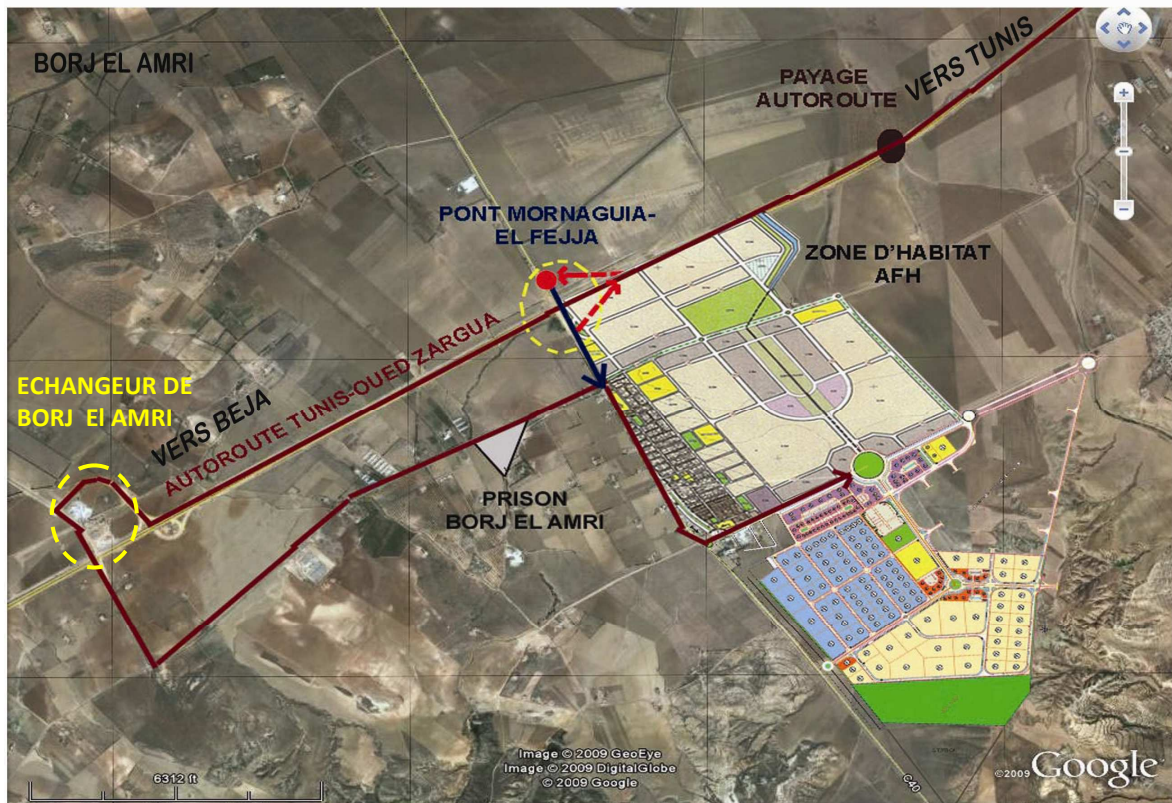 BORJ EL AMRI
PAYAGE
AUTOROUTE
VERS TUNIS
PONT MORNAGUIA-
EL FEJJA
ZONE D'HABITAT
AFH
ECHANGEUR DE
BORJ El AMRI
VERS BEJA
AUTOROUTE TUNIS-OUED ZARGUA
PRISON
BORJ EL AMRI
6312 ft
Image © 2009 GeoEye
Image © 2009 DigitalGlobe
© 2009 Google
C40
©2009 Google